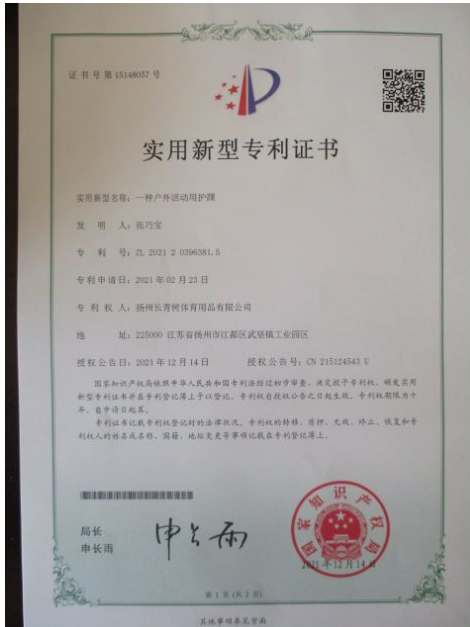 证书号第15148057号
实用新型专利证书
实用新型名称：一种户外活动用护踝
发 明 人：张巧宝
专 利 号：ZL 2021 2 0396381.5
专利申请日：2021年02月23日
专 利 权 人：扬州长青树体育用品有限公司
地 址：225000 江苏省扬州市江都区武坚镇工业园区
授权公告日：2021年12月14日 授权公告号：CN 215124543 U
国家知识产权局依照中华人民共和国专利法经过初步审查，决定授予专利权，颁发实用
新型专利证书并在专利登记簿上予以登记。专利权自授权公告之日起生效。专利权期限为十
年，自申请日起算。
专利证书记载专利权登记时的法律状况。专利权的转移、质押、无效、终止、恢复和专
利权人的姓名或名称、国籍、地址变更等事项记载在专利登记簿上。
局长
申长雨
申长雨
国家知识产权局
2021年12月14日
第 1 页 (共 2 页)
其他事项参见背面